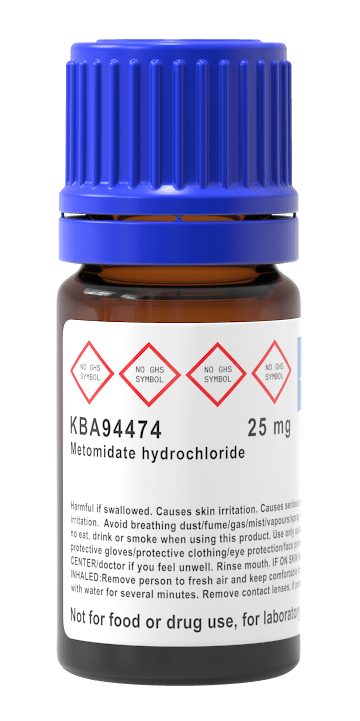 NO GHS NO GHS NO GHS NO GHS
SYMBOL SYMBOL SYMBOL SYMBOL
KBA94474 25 mg
Metomidate hydrochloride
Harmful if swallowed. Causes skin irritation. Causes
irritation. Avoid breathing dust/fume/gas/mist/vapours/
no eat, drink or smoke when using this product. Use only
protective gloves/protective clothing/eye protection/face
CENTER/doctor if you feel unwell. Rinse mouth. IF ON
INHALED:Remove person to fresh air and keep comfortable
with water for several minutes. Remove contact lenses, if
Not for food or drug use, for